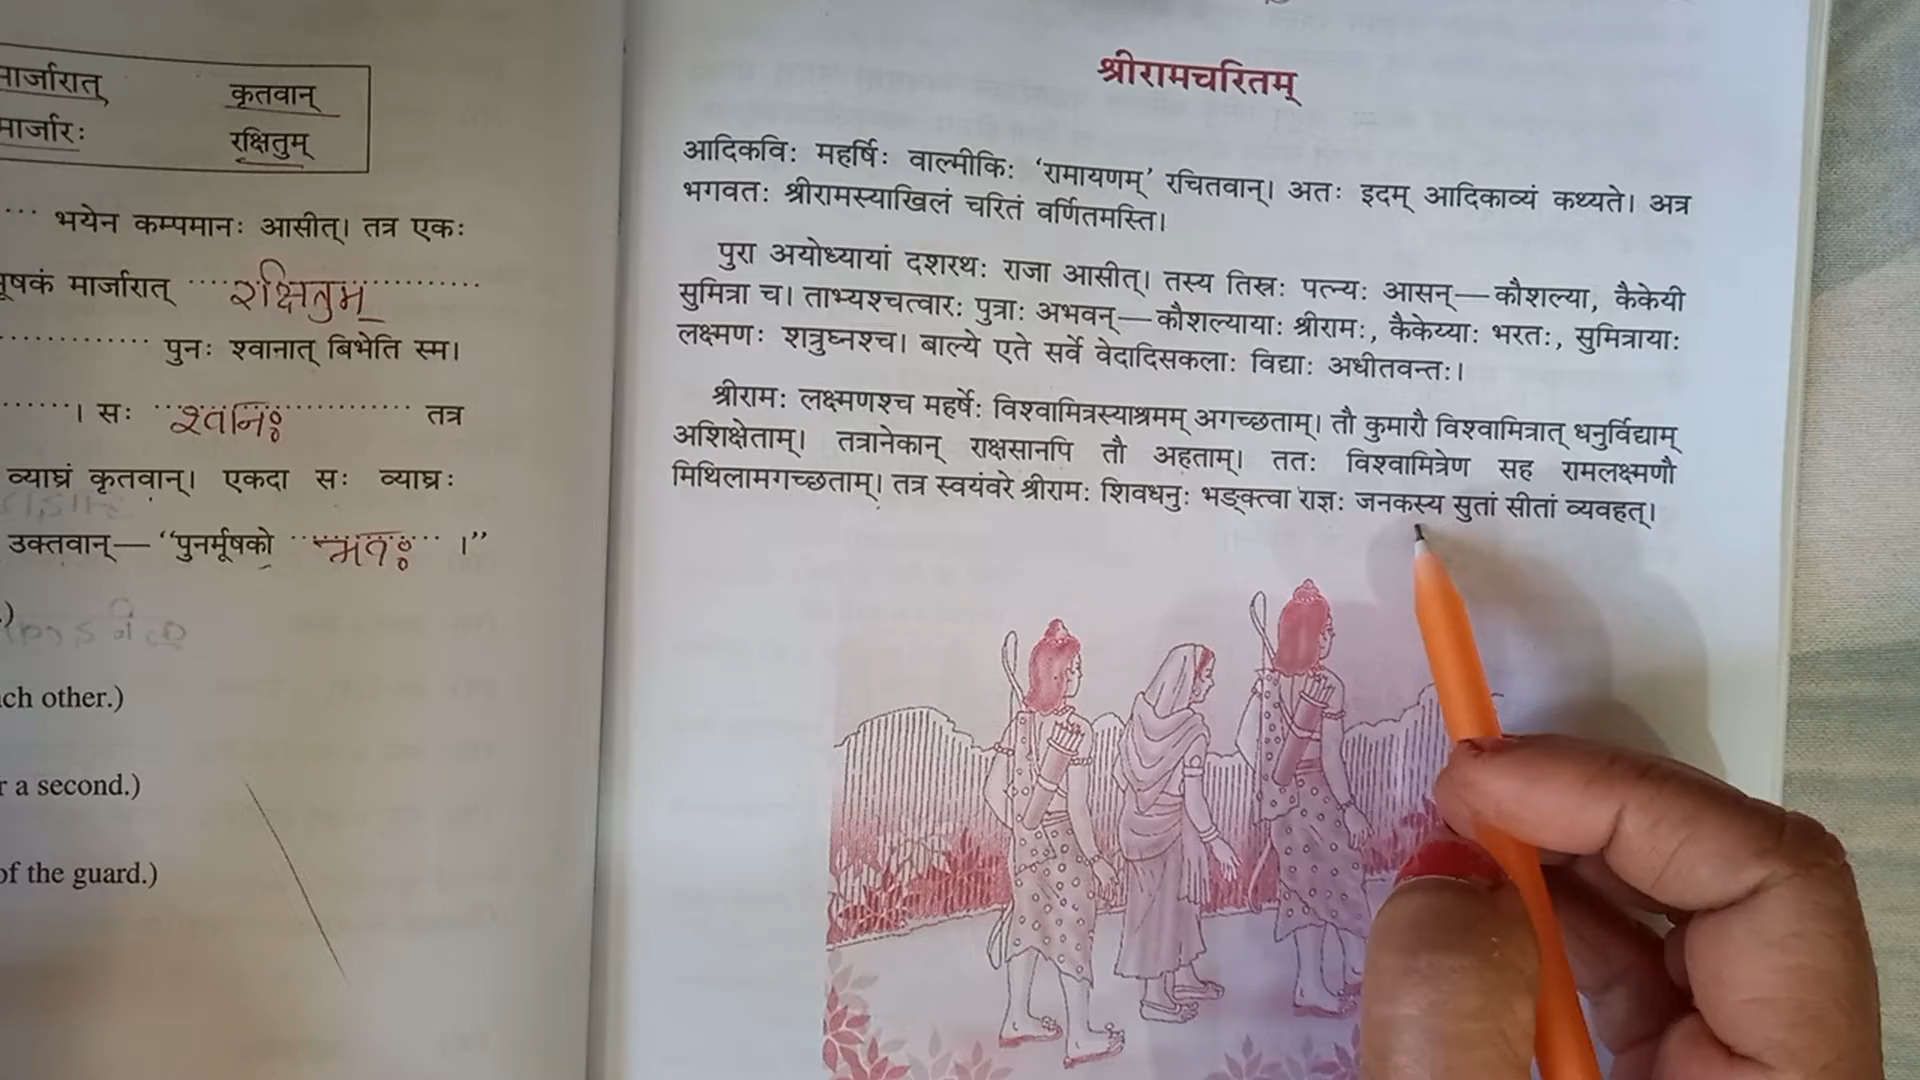 मार्जारात् कृतवान्
मार्जारः रक्षितुम्
... भयेन कम्पमानः आसीत्। तत्र एकः
मूषकं मार्जारात् ... रक्षितुम् ...
... पुनः श्वानात् बिभेति स्म।
...। सः ... श्वानः ... तत्र
व्याघ्रं कृतवान्। एकदा सः व्याघ्रः
उक्तवान्—“पुनर्मूषको ... भव ... ।”
ch other.)
r a second.)
of the guard.)
श्रीरामचरितम्
आदिकविः महर्षिः वाल्मीकिः ‘रामायणम्’ रचितवान्। अतः इदम् आदिकाव्यं कथ्यते। अत्र
भगवतः श्रीरामस्याखिलं चरितं वर्णितमस्ति।
पुरा अयोध्यायां दशरथः राजा आसीत्। तस्य तिस्रः पत्न्यः आसन्—कौशल्या, कैकेयी
सुमित्रा च। ताभ्यश्चत्वारः पुत्राः अभवन्—कौशल्यायाः श्रीरामः, कैकेय्याः भरतः, सुमित्रायाः
लक्ष्मणः शत्रुघ्नश्च। बाल्ये एते सर्वे वेदादिसकलाः विद्याः अधीतवन्तः।
श्रीरामः लक्ष्मणश्च महर्षेः विश्वामित्रस्याश्रमम् अगच्छताम्। तौ कुमारौ विश्वामित्रात् धनुर्विद्याम्
अशिक्षेताम्। तत्रानेकान् राक्षसानपि तौ अहताम्। ततः विश्वामित्रेण सह रामलक्ष्मणौ
मिथिलामगच्छताम्। तत्र स्वयंवरे श्रीरामः शिवधनुः भङ्क्त्वा राज्ञः जनकस्य सुतां सीतां व्यवहत्।